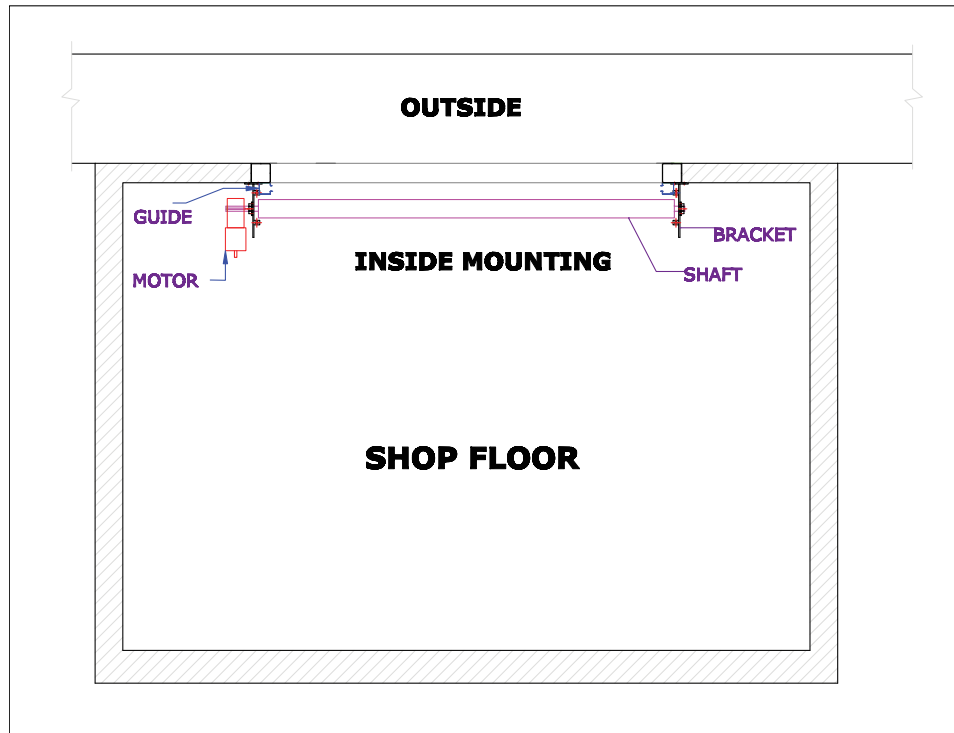 OUTSIDE
GUIDE
BRACKET
INSIDE MOUNTING
MOTOR
SHAFT
SHOP FLOOR